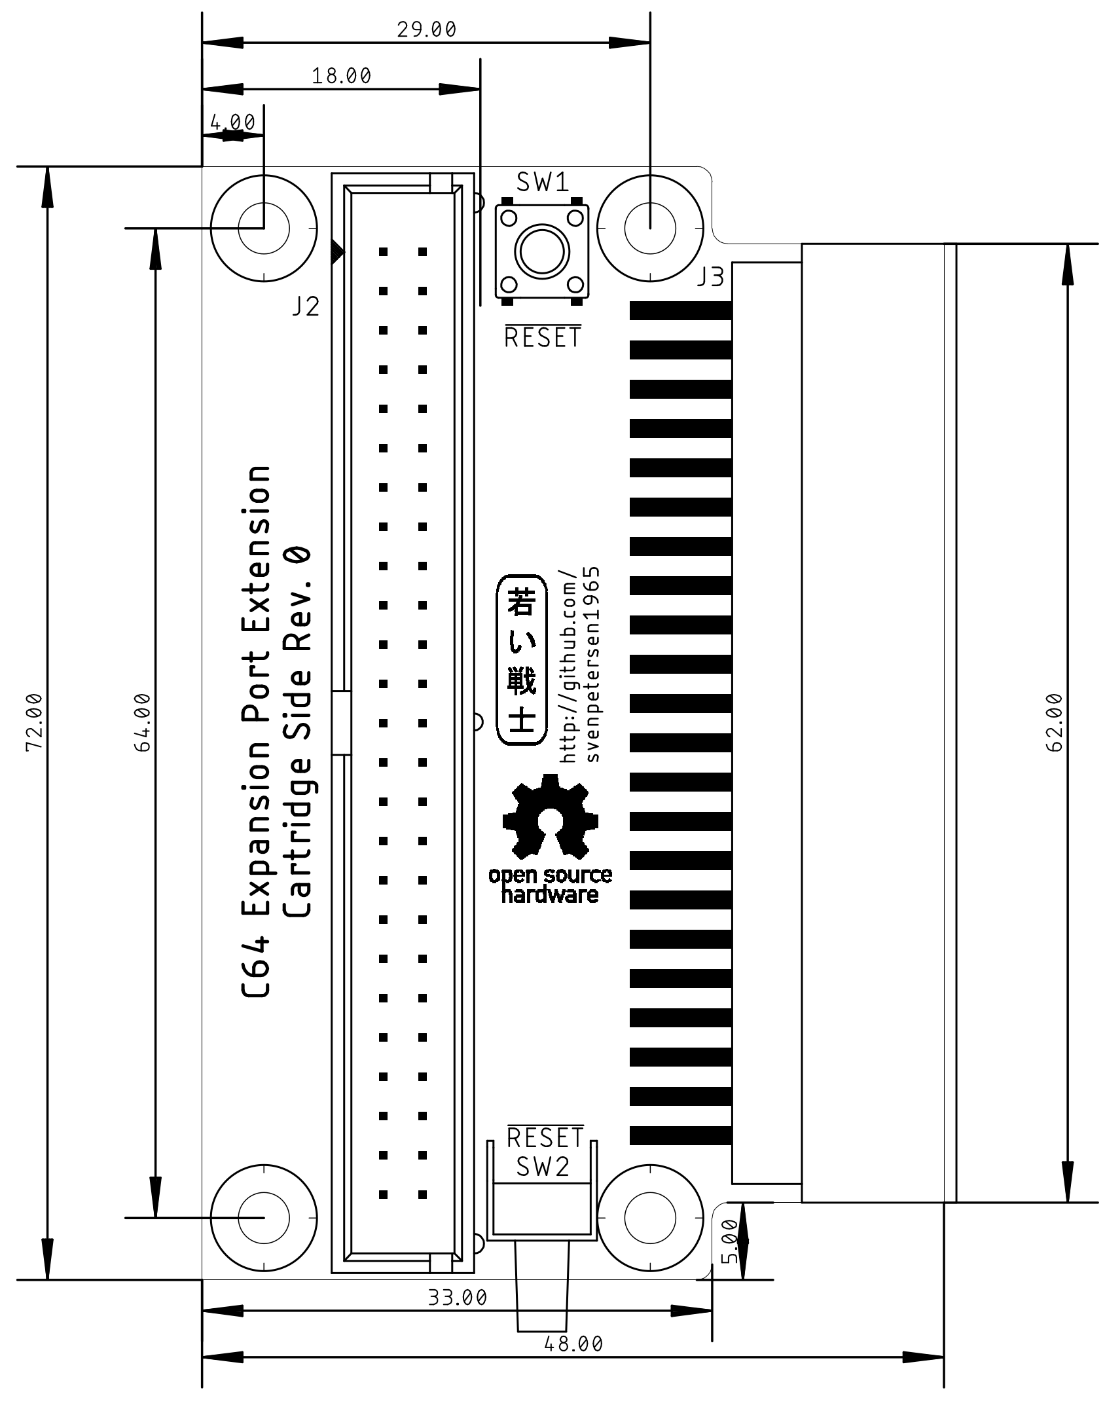 29.00
18.00
4.00
SW1
J3
J2
RESET
C64 Expansion Port Extension
Cartridge Side Rev. 0
若い戦士
http://github.com/
svenpetersen1965
72.00
64.00
62.00
open source
hardware
RESET
SW2
5.00
33.00
48.00